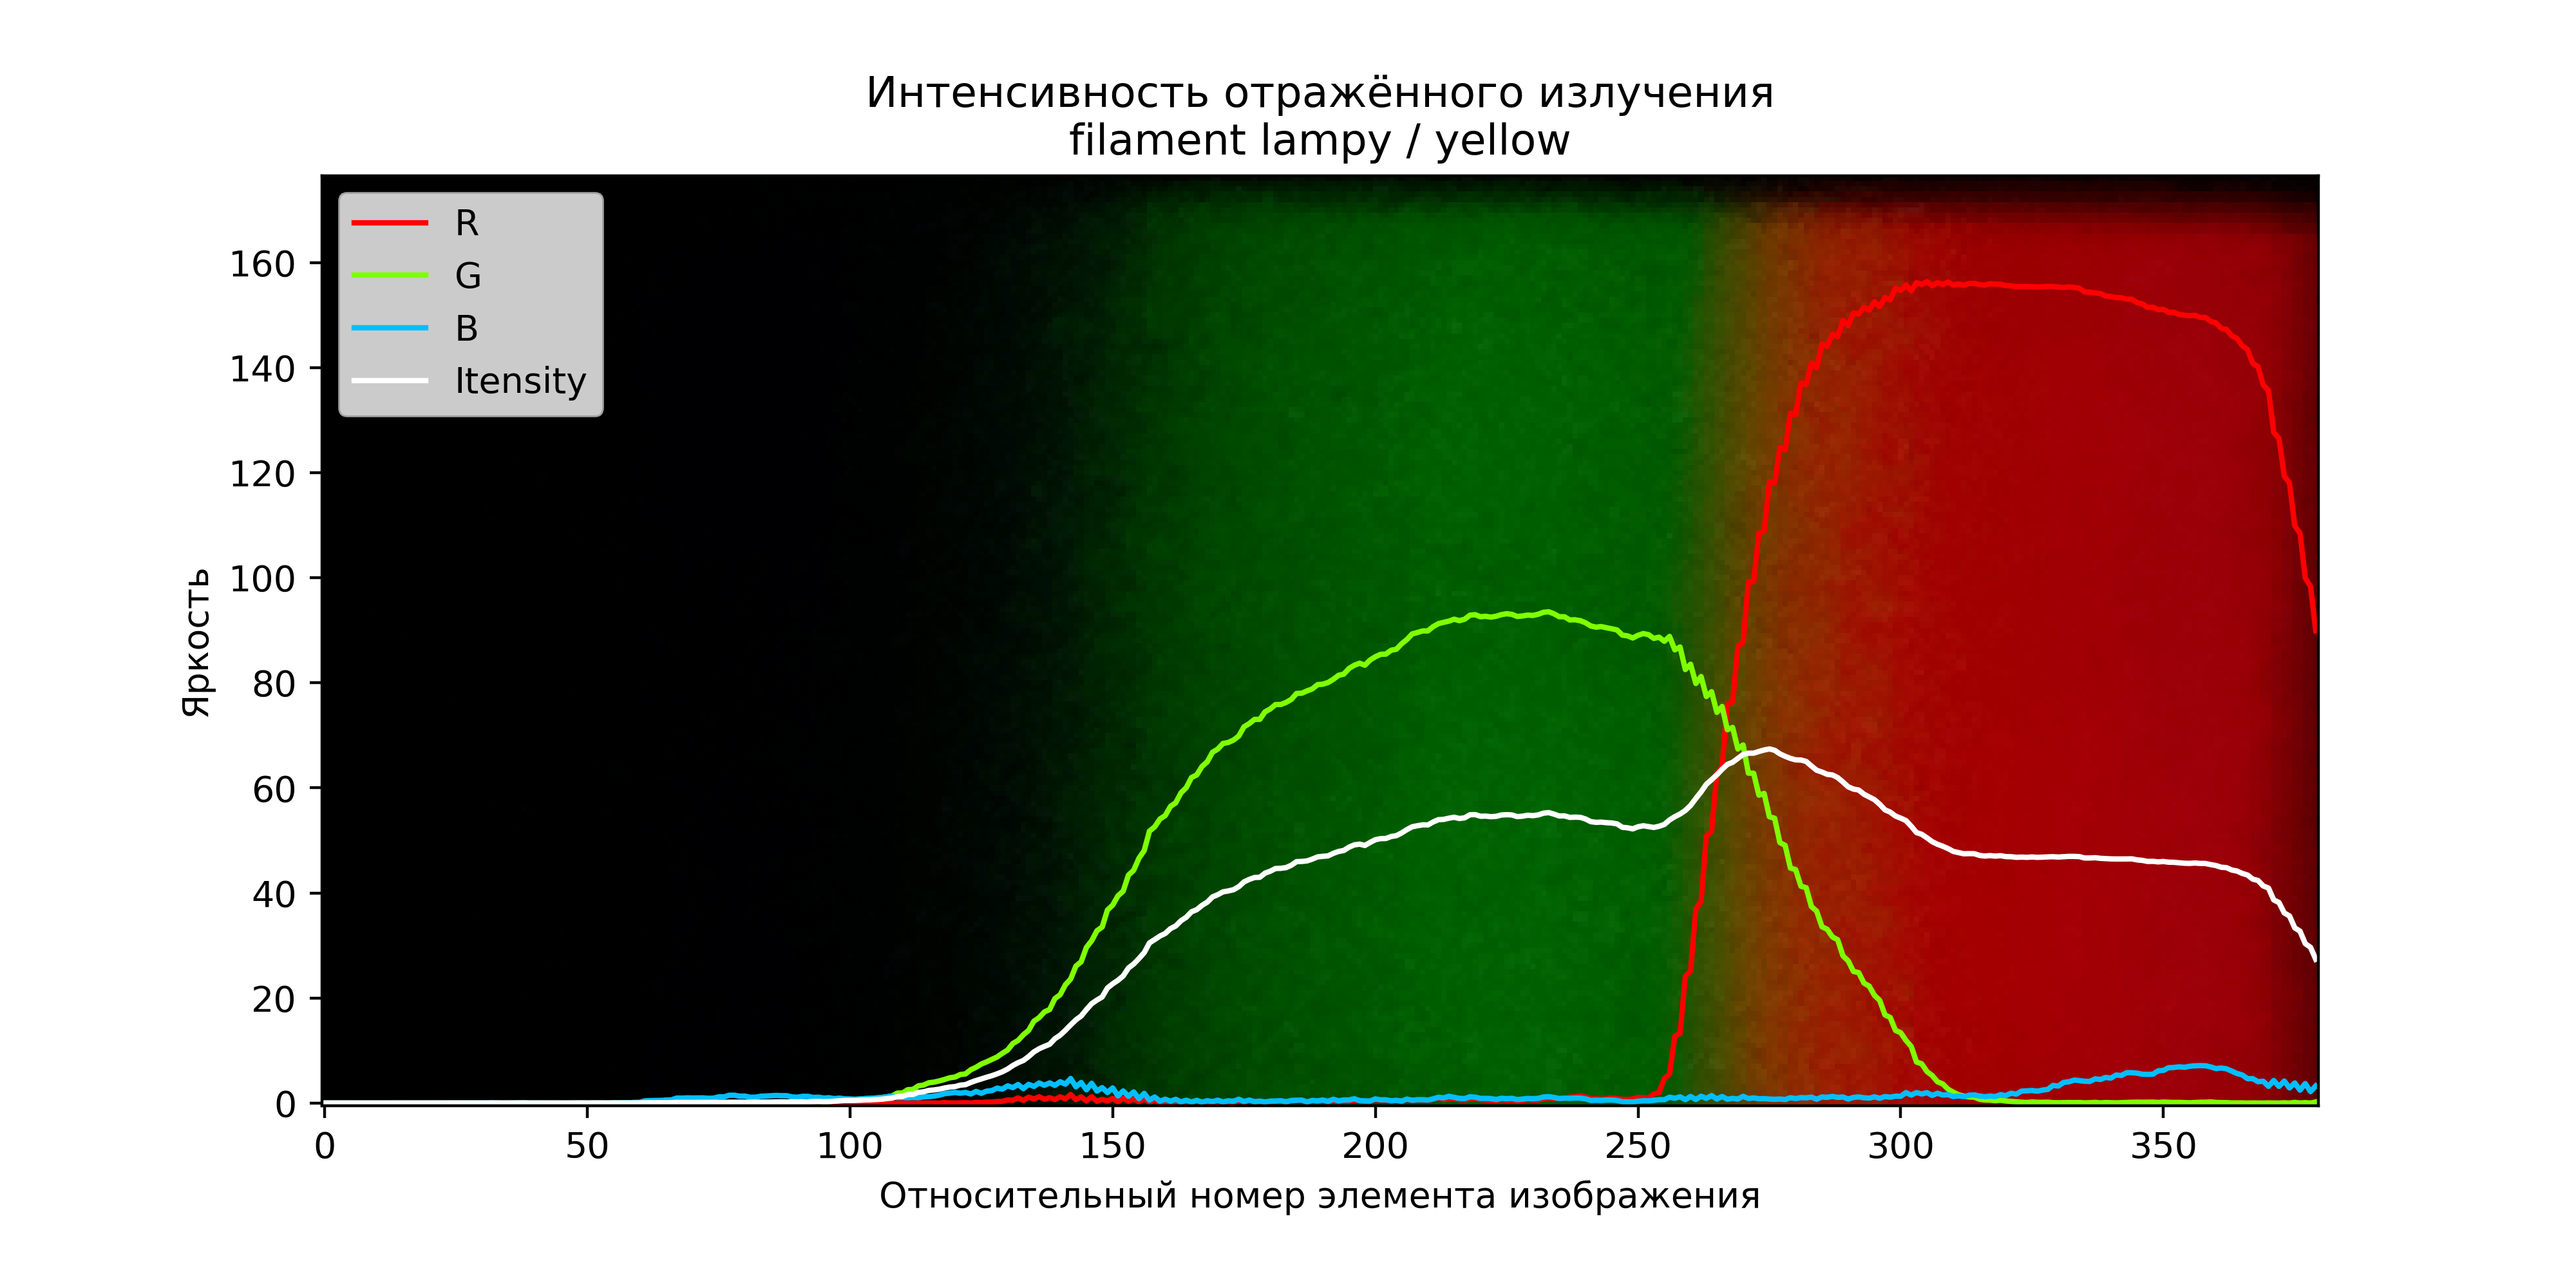 Интенсивность отражённого излучения
filament lampy / yellow
R
G
B
Itensity
Яркость
160
140
120
100
80
60
40
20
0
0 50 100 150 200 250 300 350
Относительный номер элемента изображения